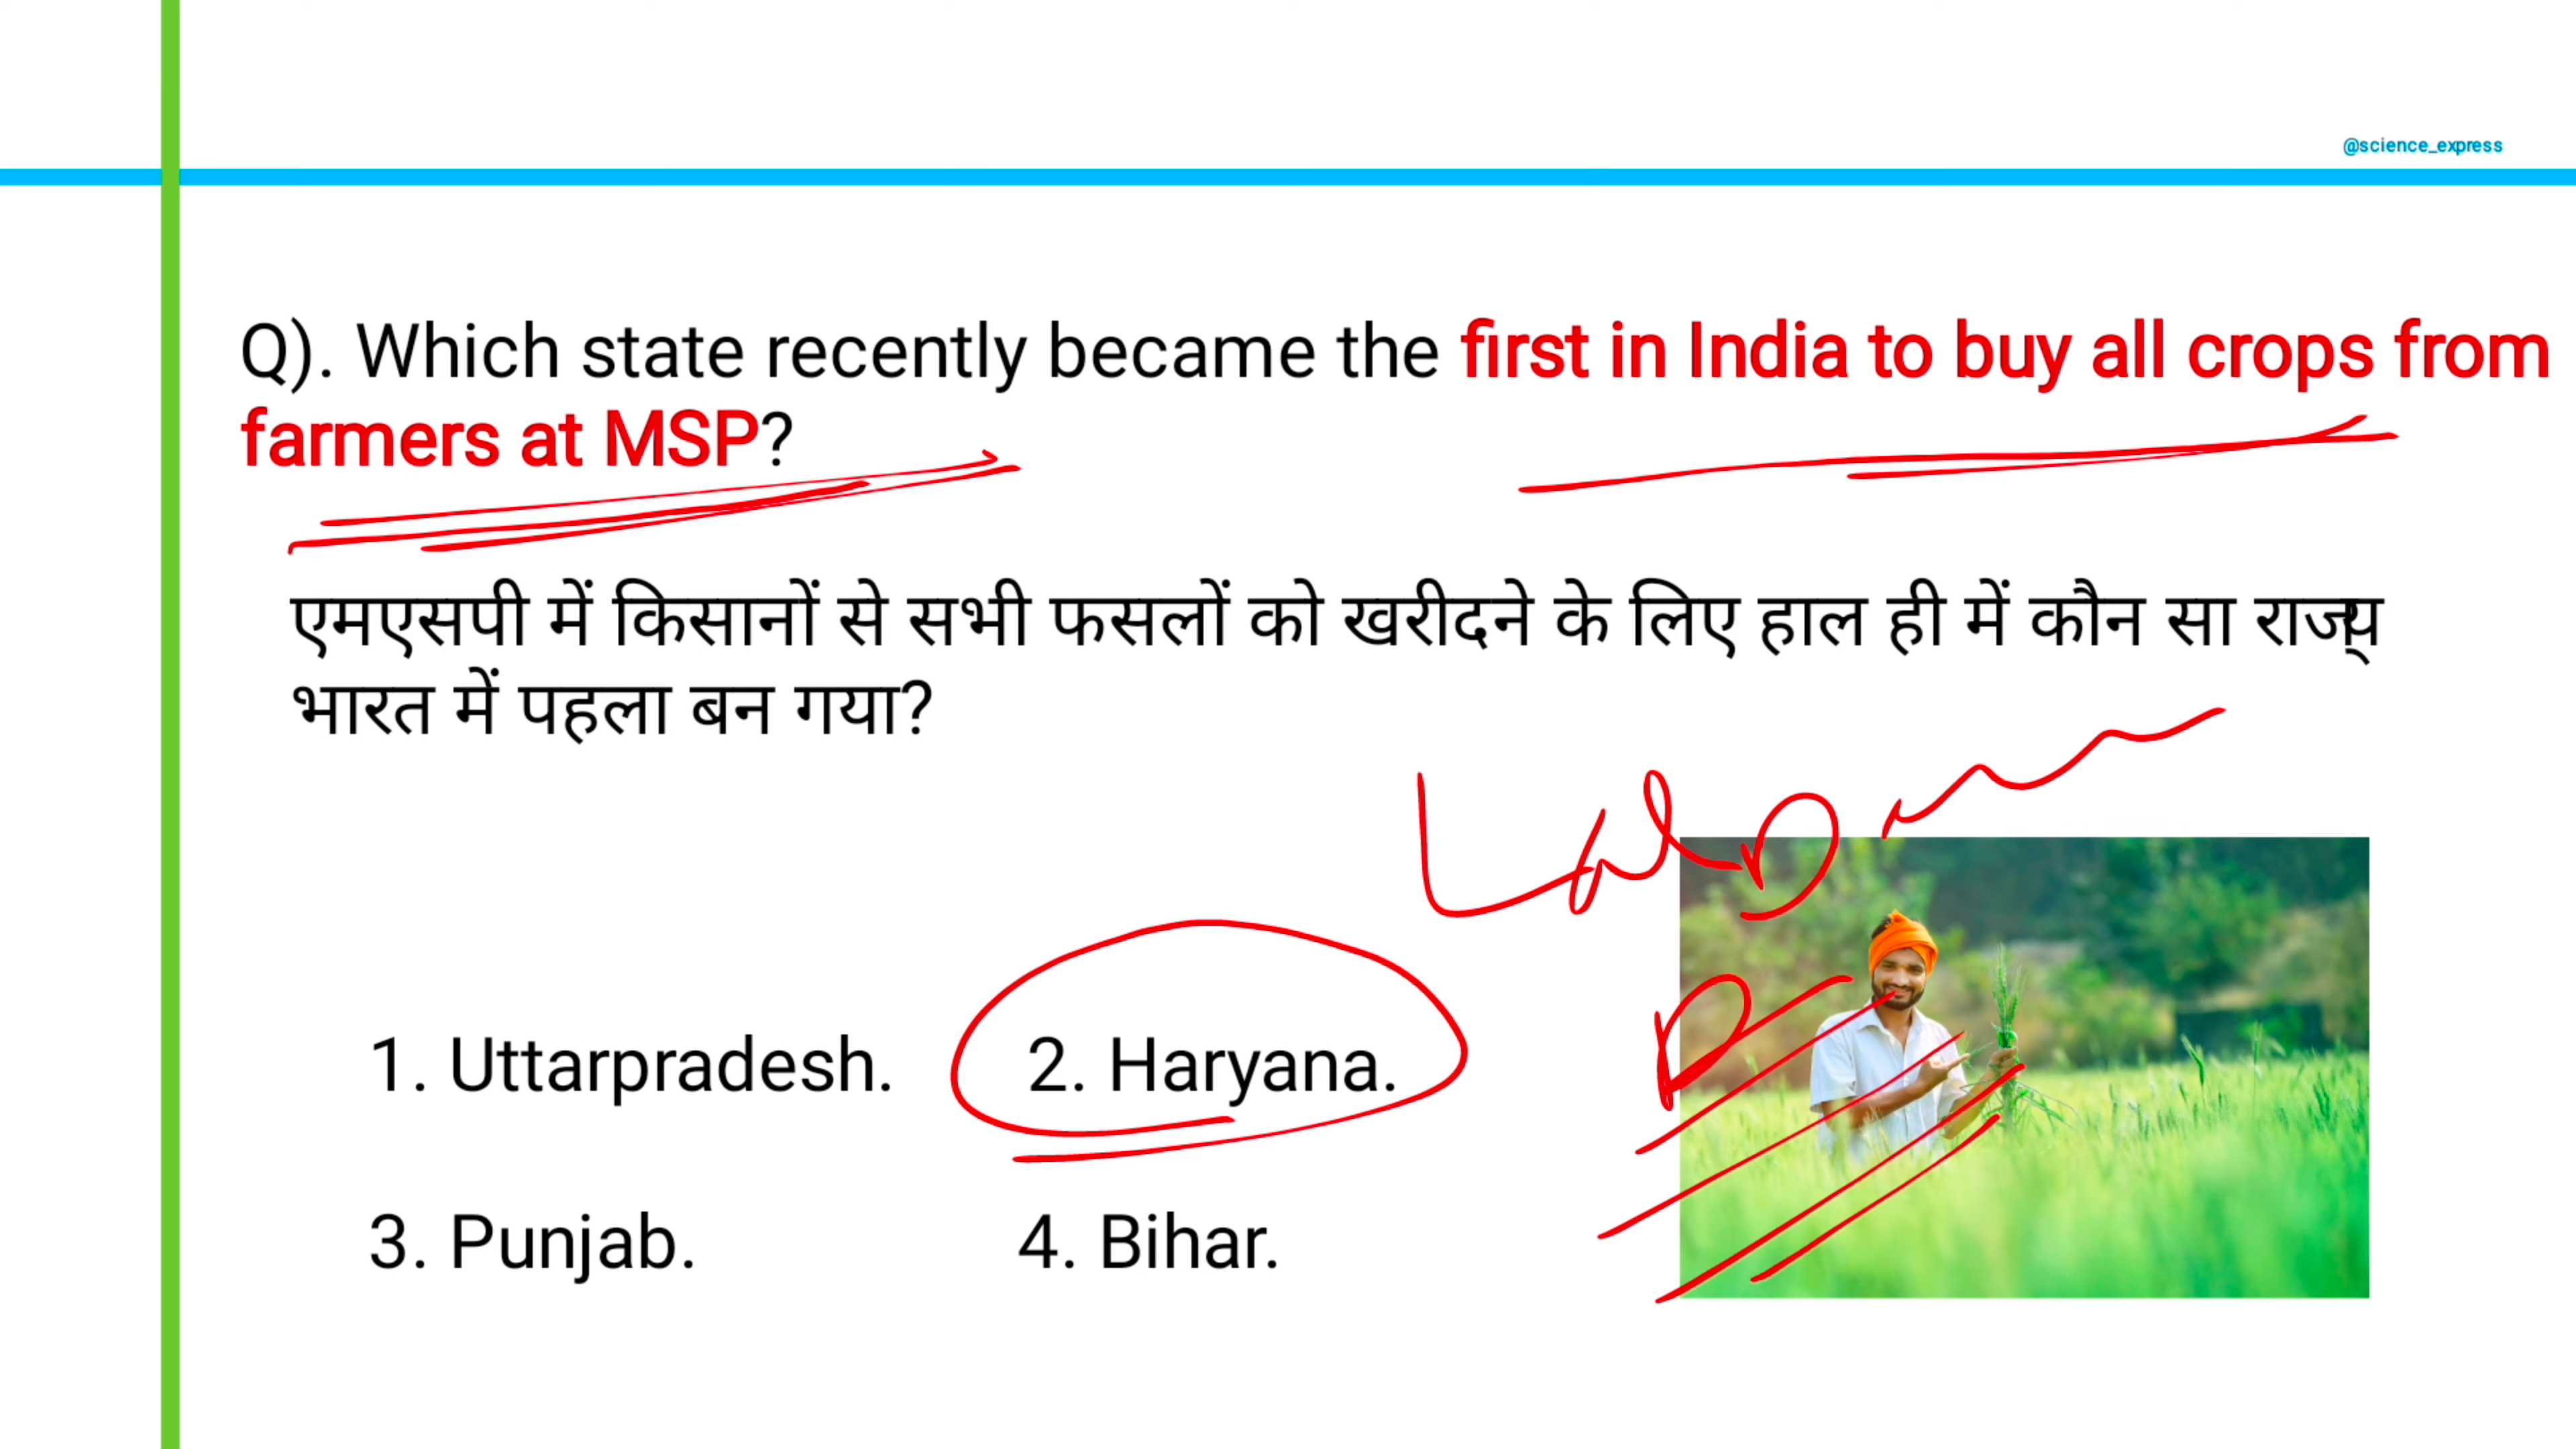 @science_express
Q). Which state recently became the first in India to buy all crops from
farmers at MSP?
एमएसपी में किसानों से सभी फसलों को खरीदने के लिए हाल ही में कौन सा राज्य
भारत में पहला बन गया?
1. Uttarpradesh.
2. Haryana.
3. Punjab.
4. Bihar.